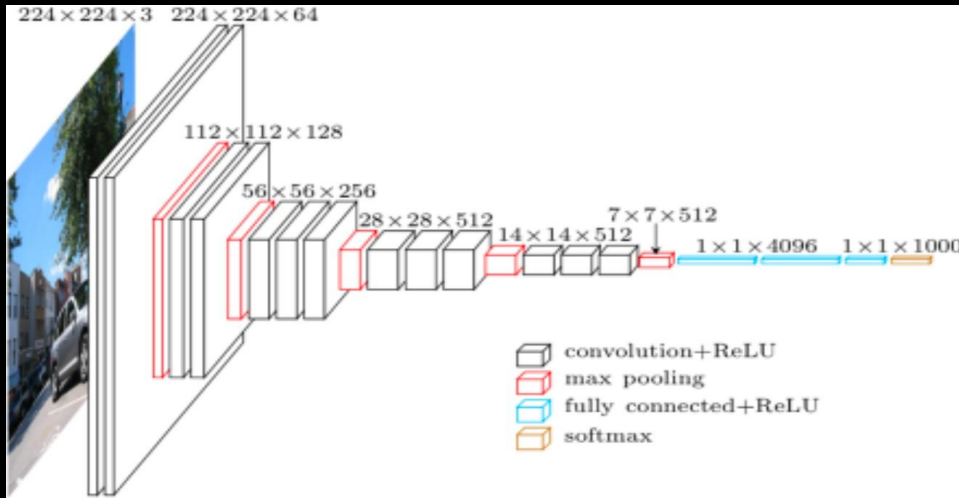 224 × 224 × 3 224 × 224 × 64
112 × 112 × 128
56 × 56 × 256
28 × 28 × 512
14 × 14 × 512
7 × 7 × 512
1 × 1 × 4096 1 × 1 × 1000
convolution+ReLU
max pooling
fully connected+ReLU
softmax